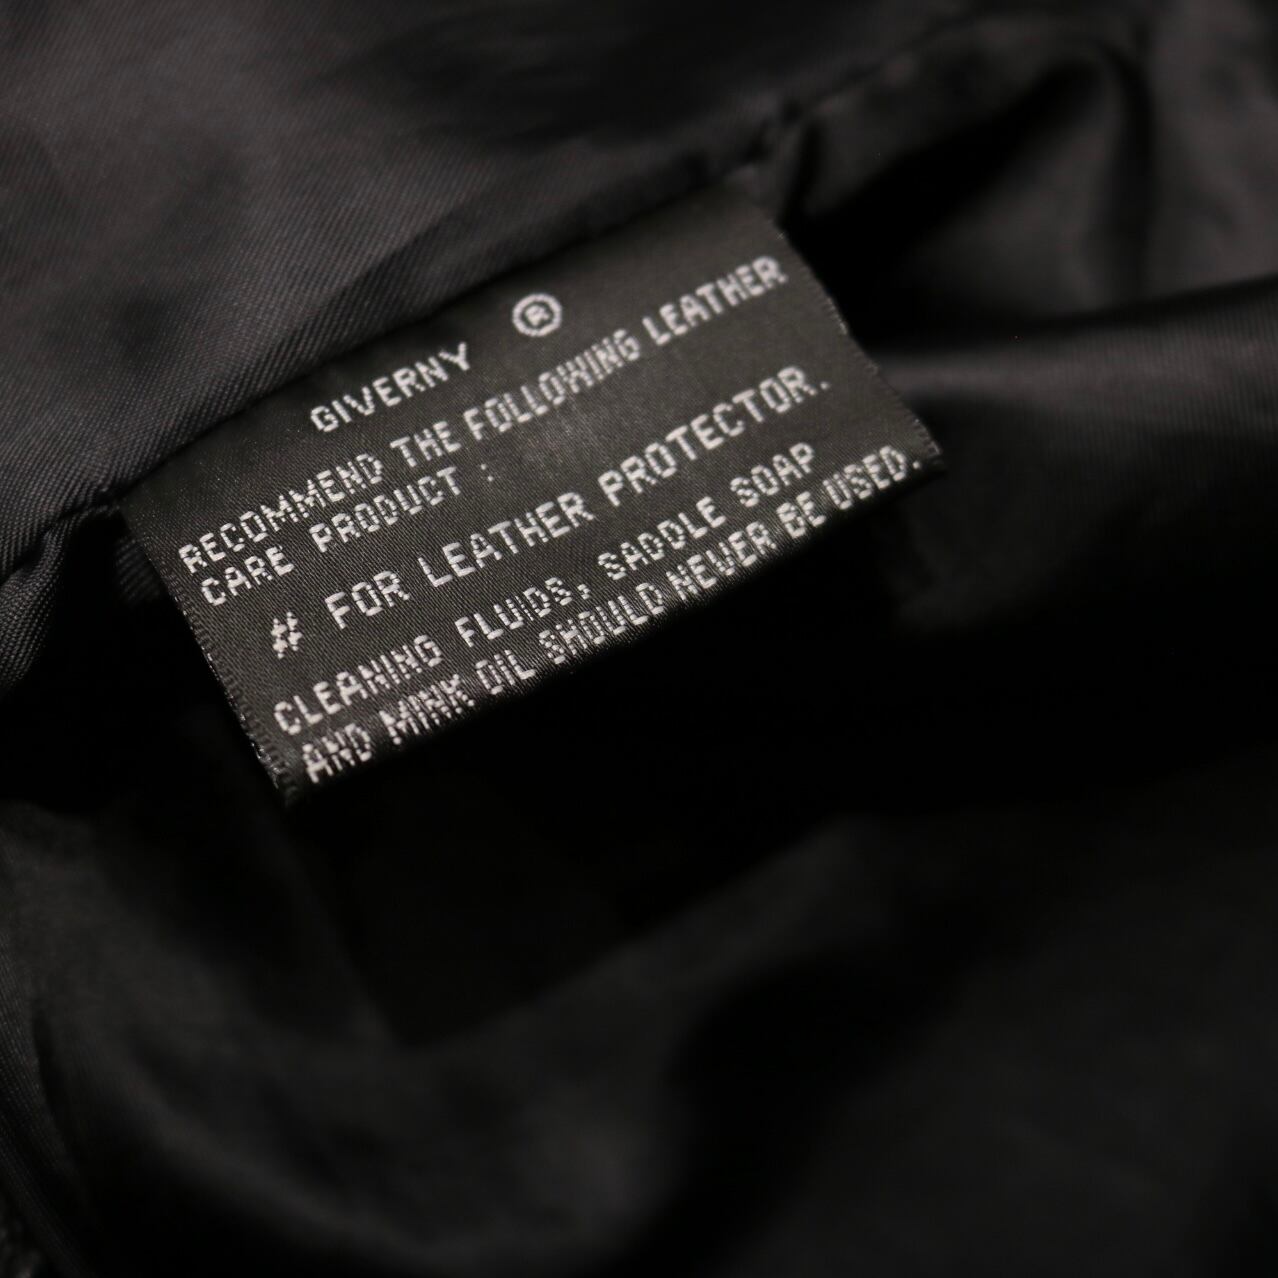 GIVERNY ®
RECOMMEND THE FOLLOWING LEATHER
CARE PRODUCT :
# FOR LEATHER PROTECTOR.
CLEANING FLUIDS, SADDLE SOAP
AND MINK OIL SHOULD NEVER BE USED.